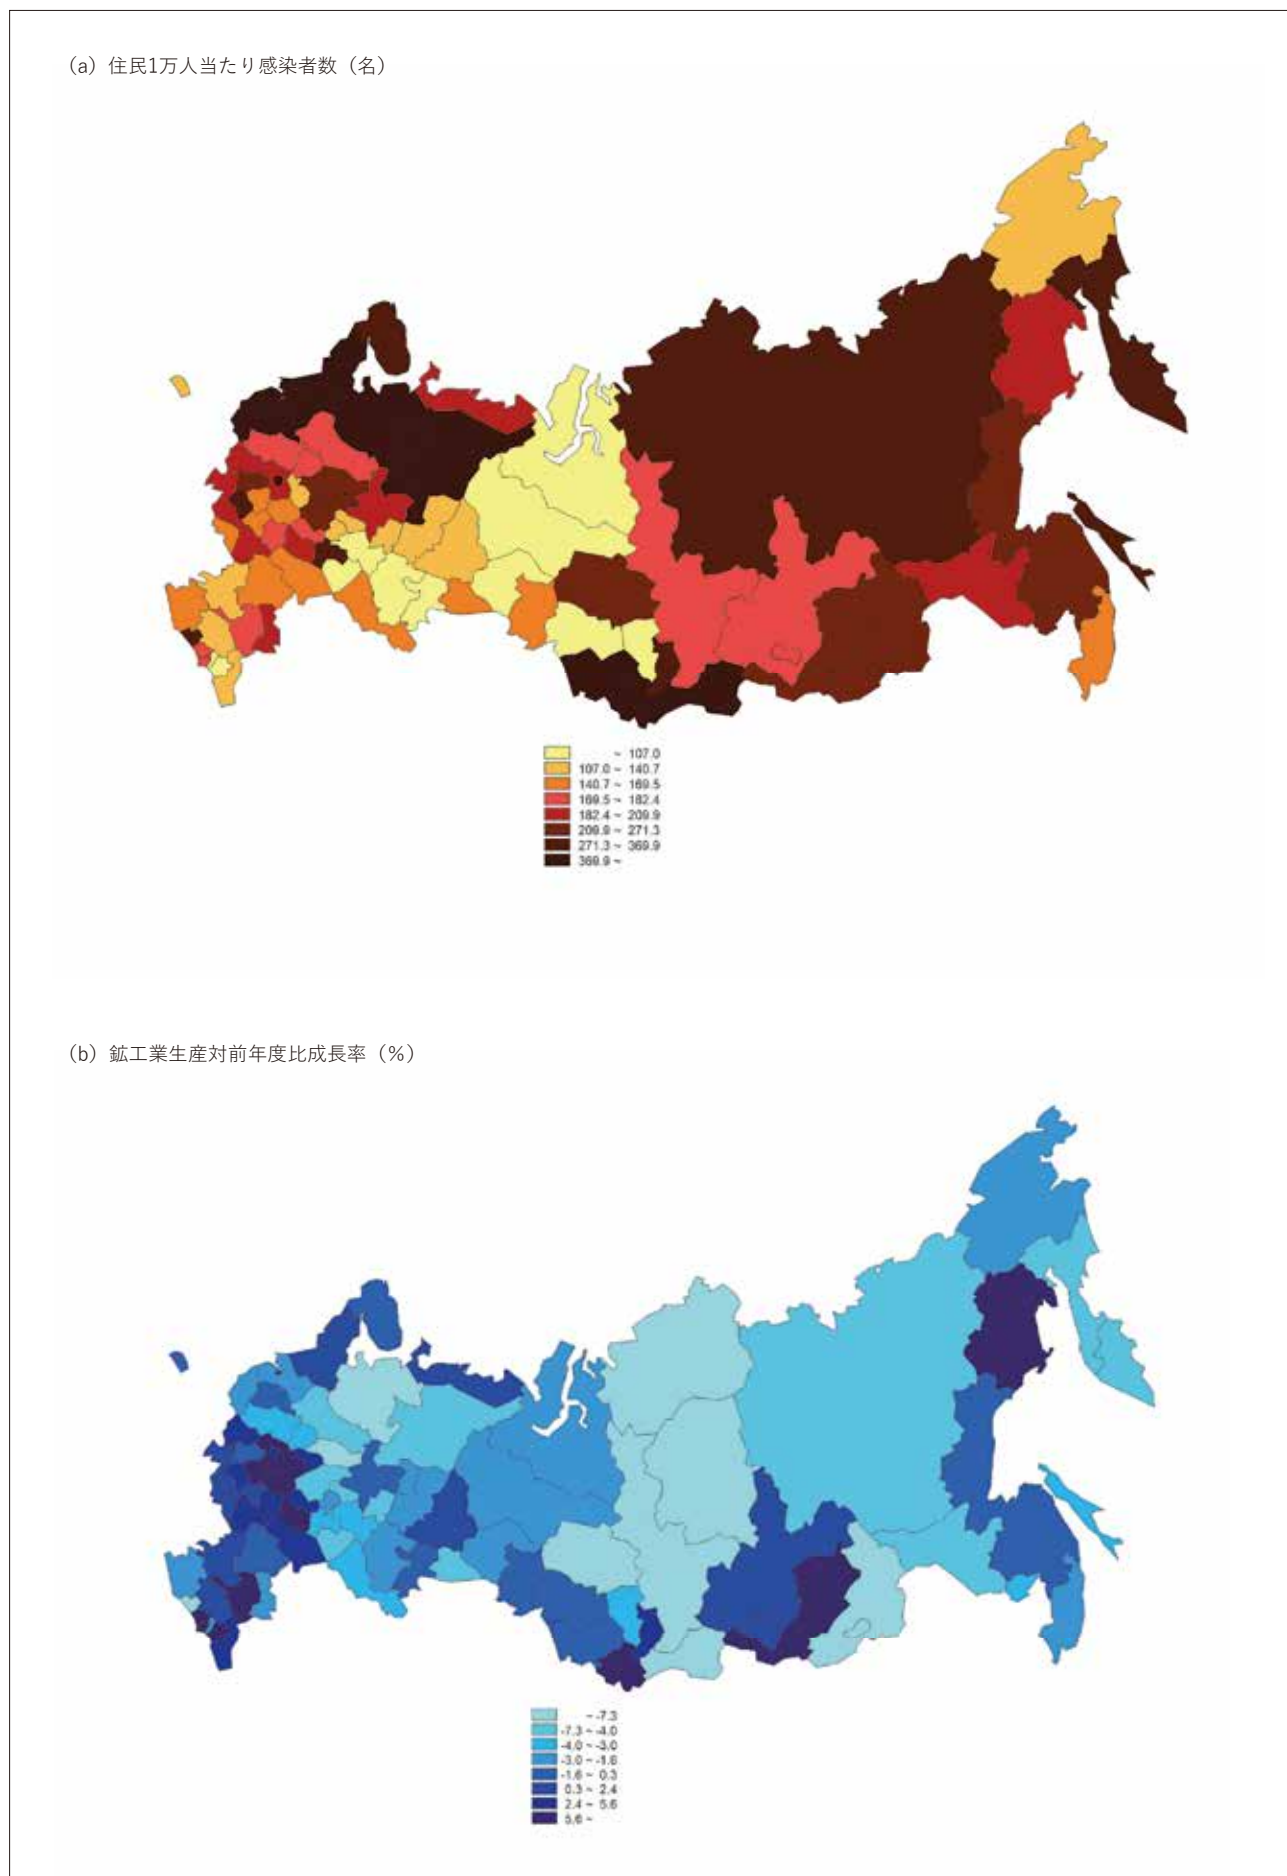 (a) 住民1万人当たり感染者数（名）
~ 107.0
107.0 ~ 140.7
140.7 ~ 169.5
169.5 ~ 182.4
182.4 ~ 209.9
209.9 ~ 271.3
271.3 ~ 369.9
369.9 ~
(b) 鉱工業生産対前年度比成長率（%）
~ -7.3
-7.3 ~ -4.0
-4.0 ~ -3.0
-3.0 ~ -1.6
-1.6 ~ 0.3
0.3 ~ 2.4
2.4 ~ 5.6
5.6 ~